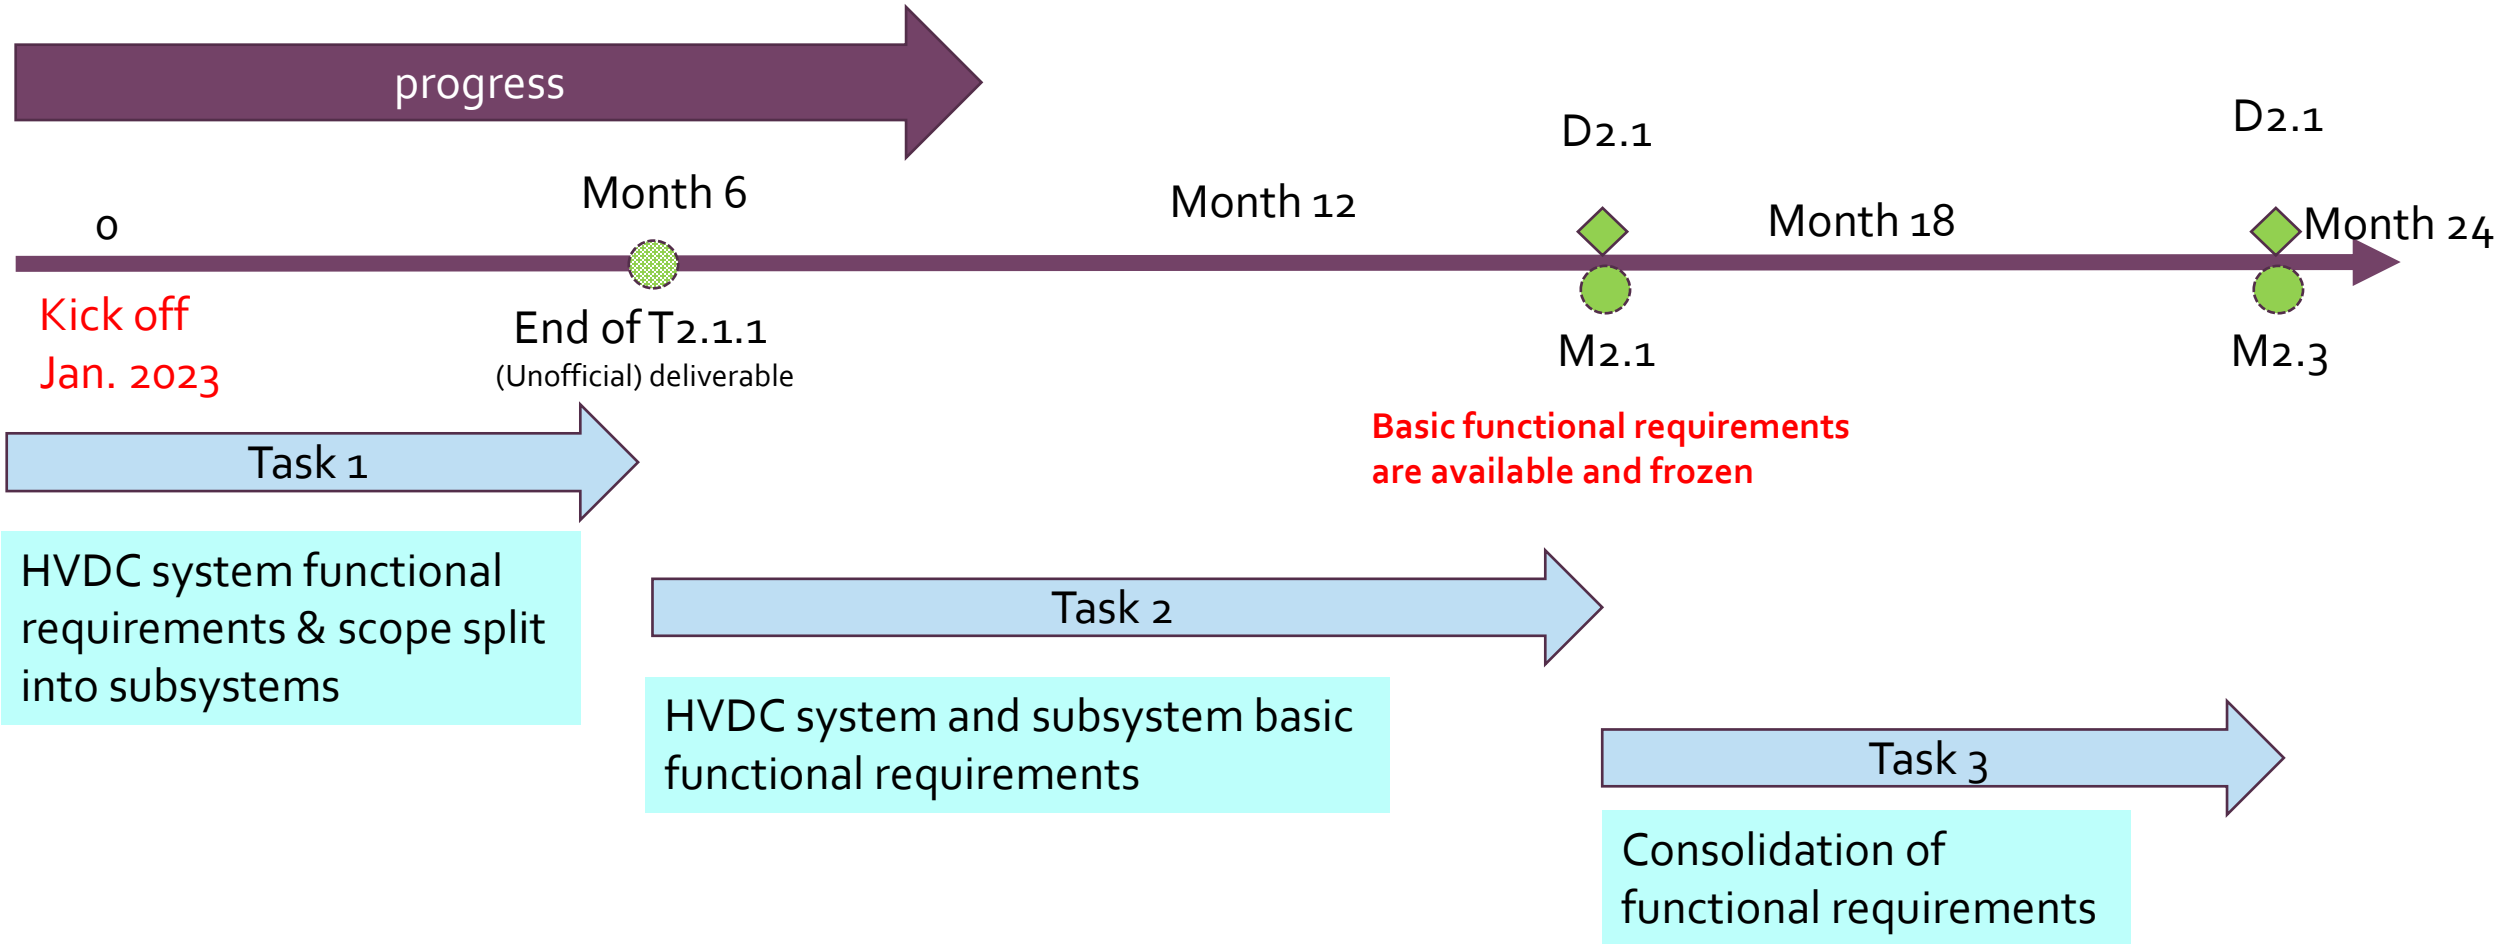 progress
D2.1
D2.1
Month 6
Month 12
Month 18
Month 24
0
Kick off
Jan. 2023
End of T2.1.1
(Unofficial) deliverable
M2.1
M2.3
Basic functional requirements
are available and frozen
Task 1
HVDC system functional
requirements & scope split
into subsystems
Task 2
HVDC system and subsystem basic
functional requirements
Task 3
Consolidation of
functional requirements